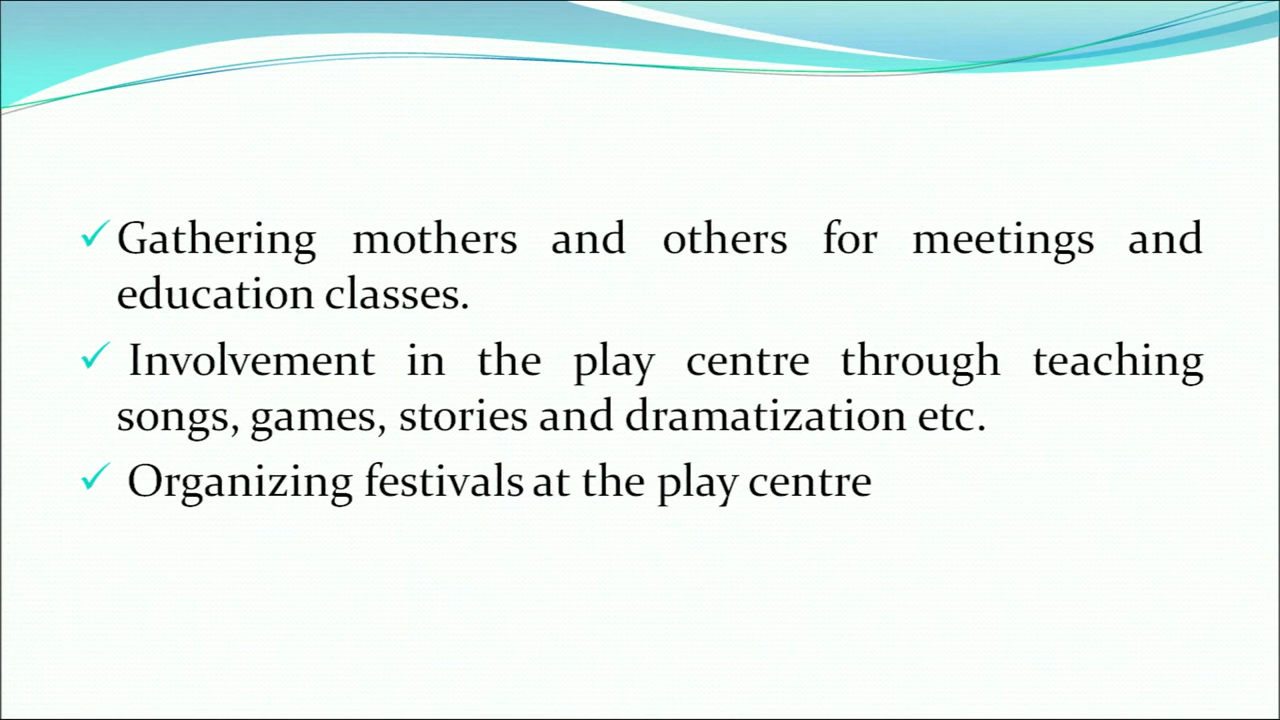 ✓Gathering mothers and others for meetings and
education classes.
✓ Involvement in the play centre through teaching
songs, games, stories and dramatization etc.
✓ Organizing festivals at the play centre